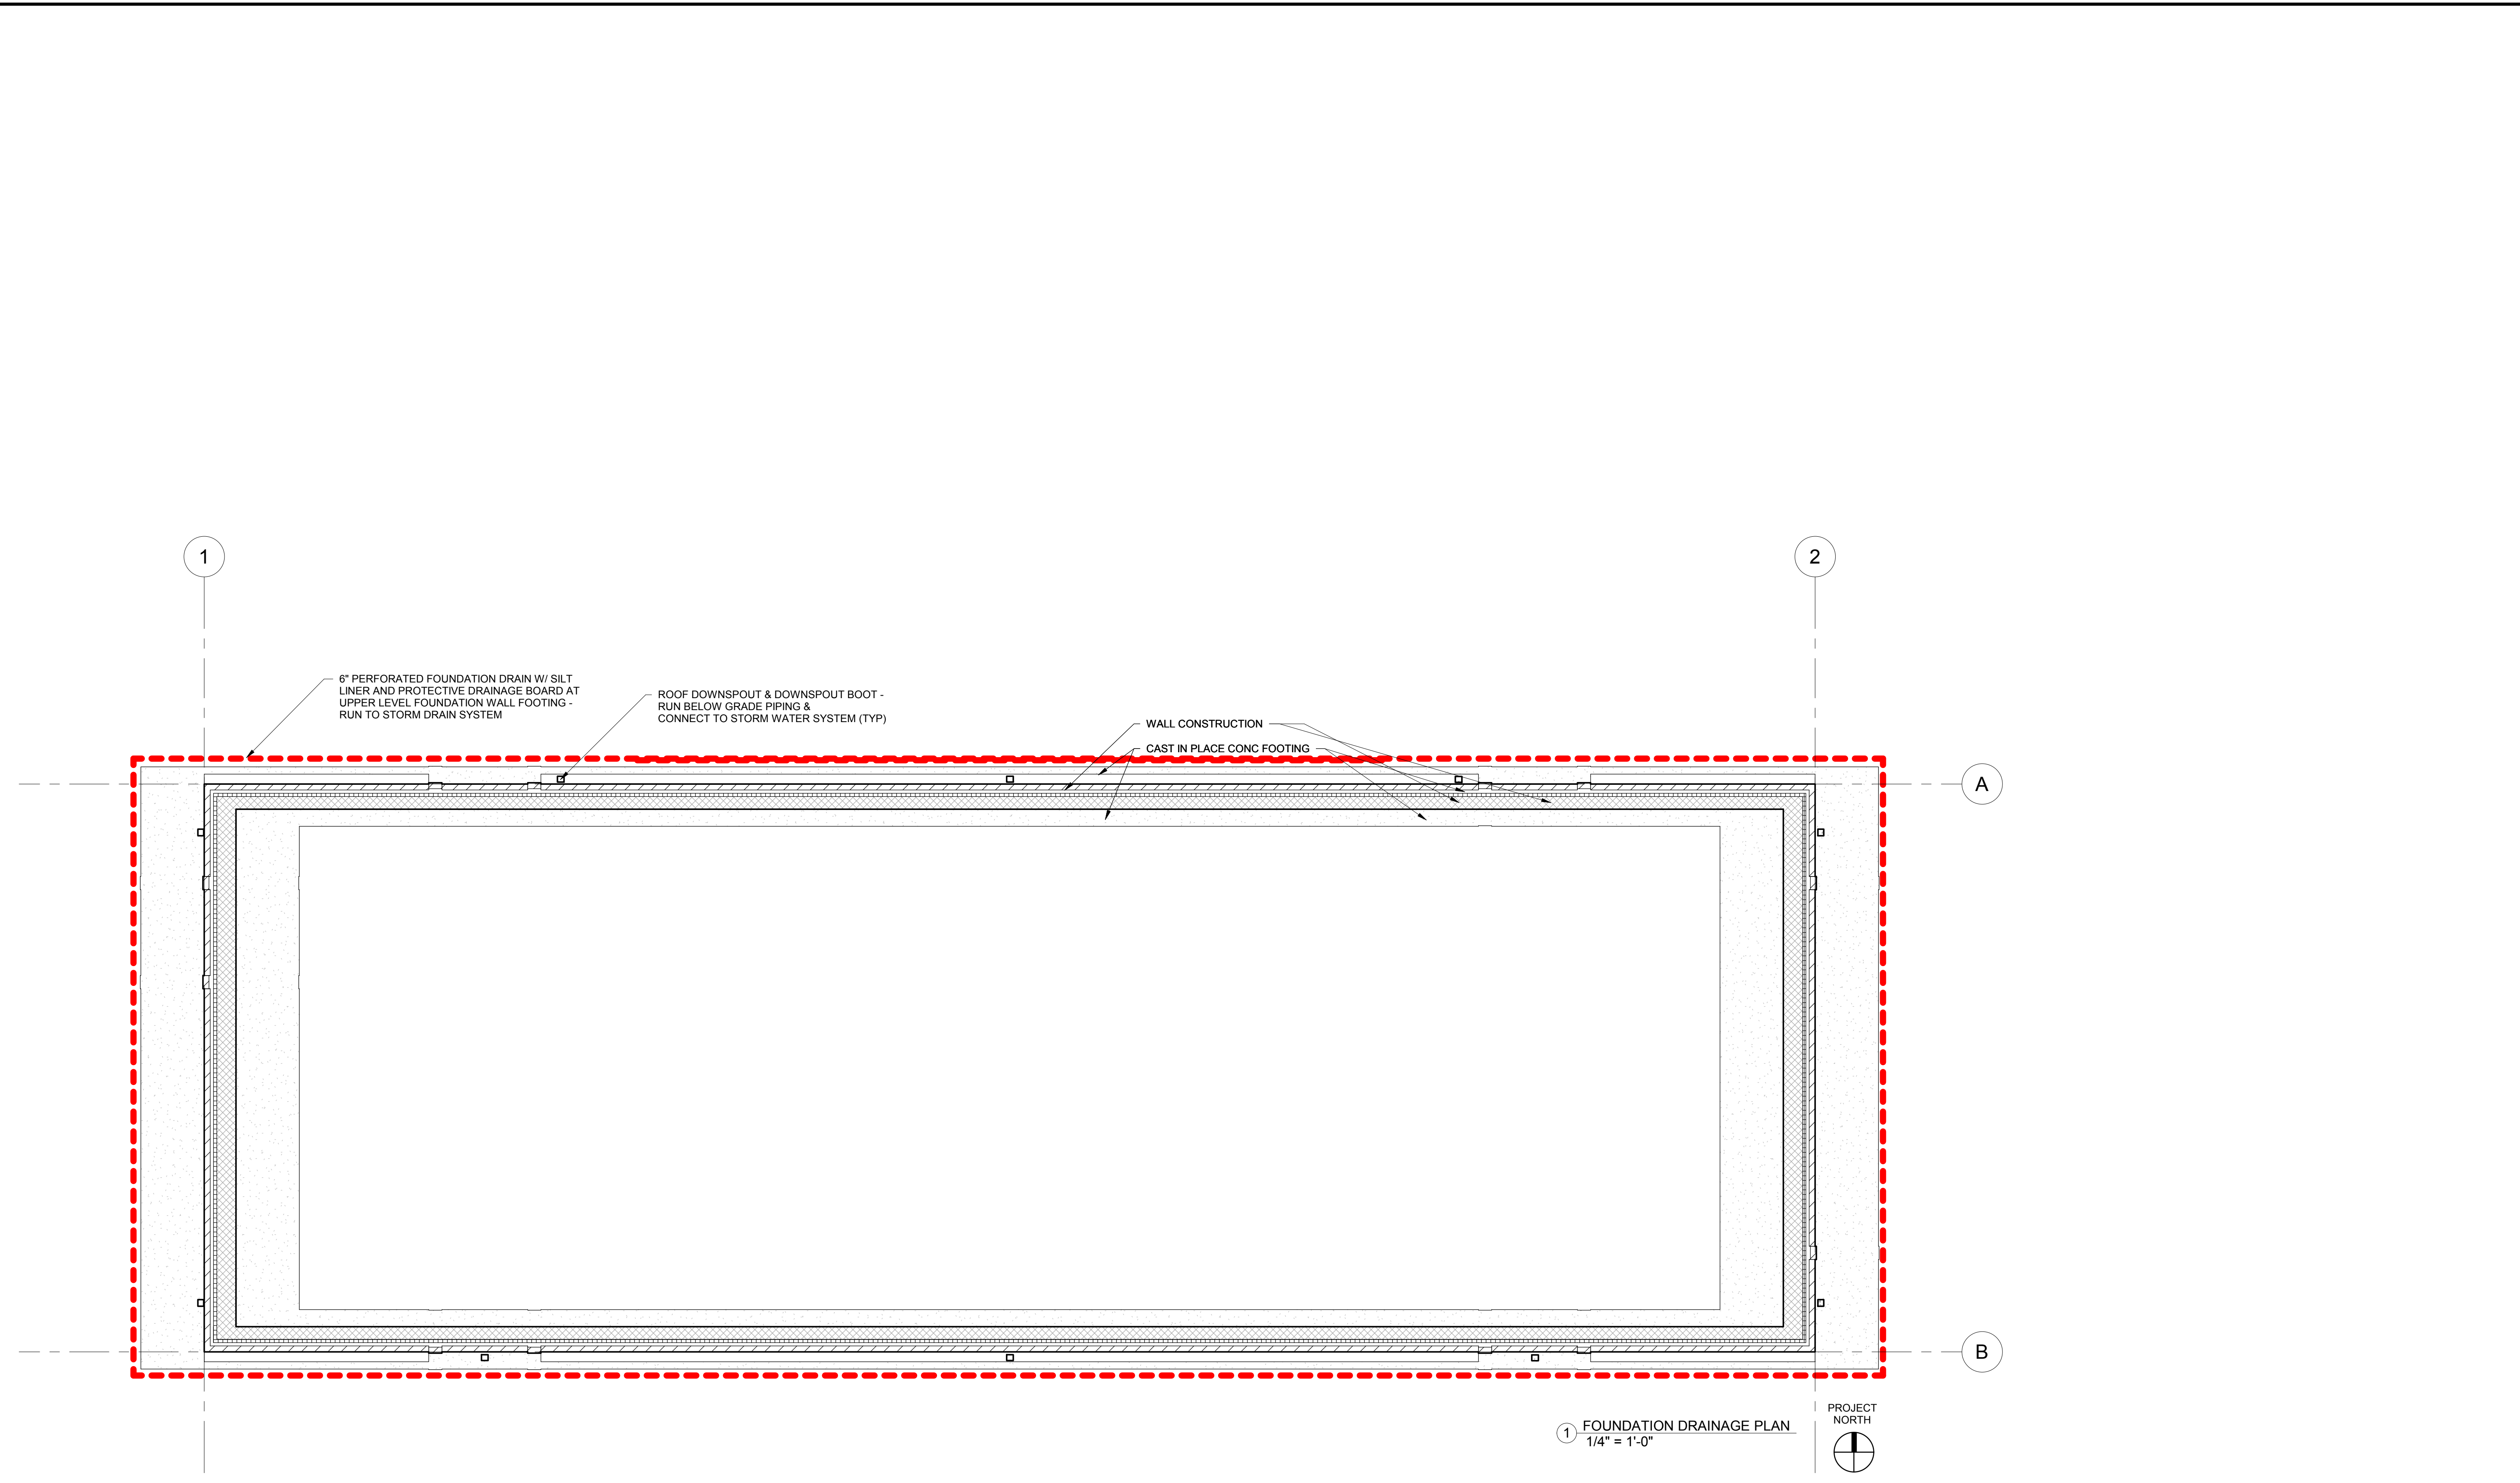 1
2
6" PERFORATED FOUNDATION DRAIN W/ SILT
LINER AND PROTECTIVE DRAINAGE BOARD AT
UPPER LEVEL FOUNDATION WALL FOOTING -
RUN TO STORM DRAIN SYSTEM
ROOF DOWNSPOUT & DOWNSPOUT BOOT -
RUN BELOW GRADE PIPING &
CONNECT TO STORM WATER SYSTEM (TYP)
WALL CONSTRUCTION
CAST IN PLACE CONC FOOTING
A
B
1
FOUNDATION DRAINAGE PLAN
1/4" = 1'-0"
PROJECT
NORTH